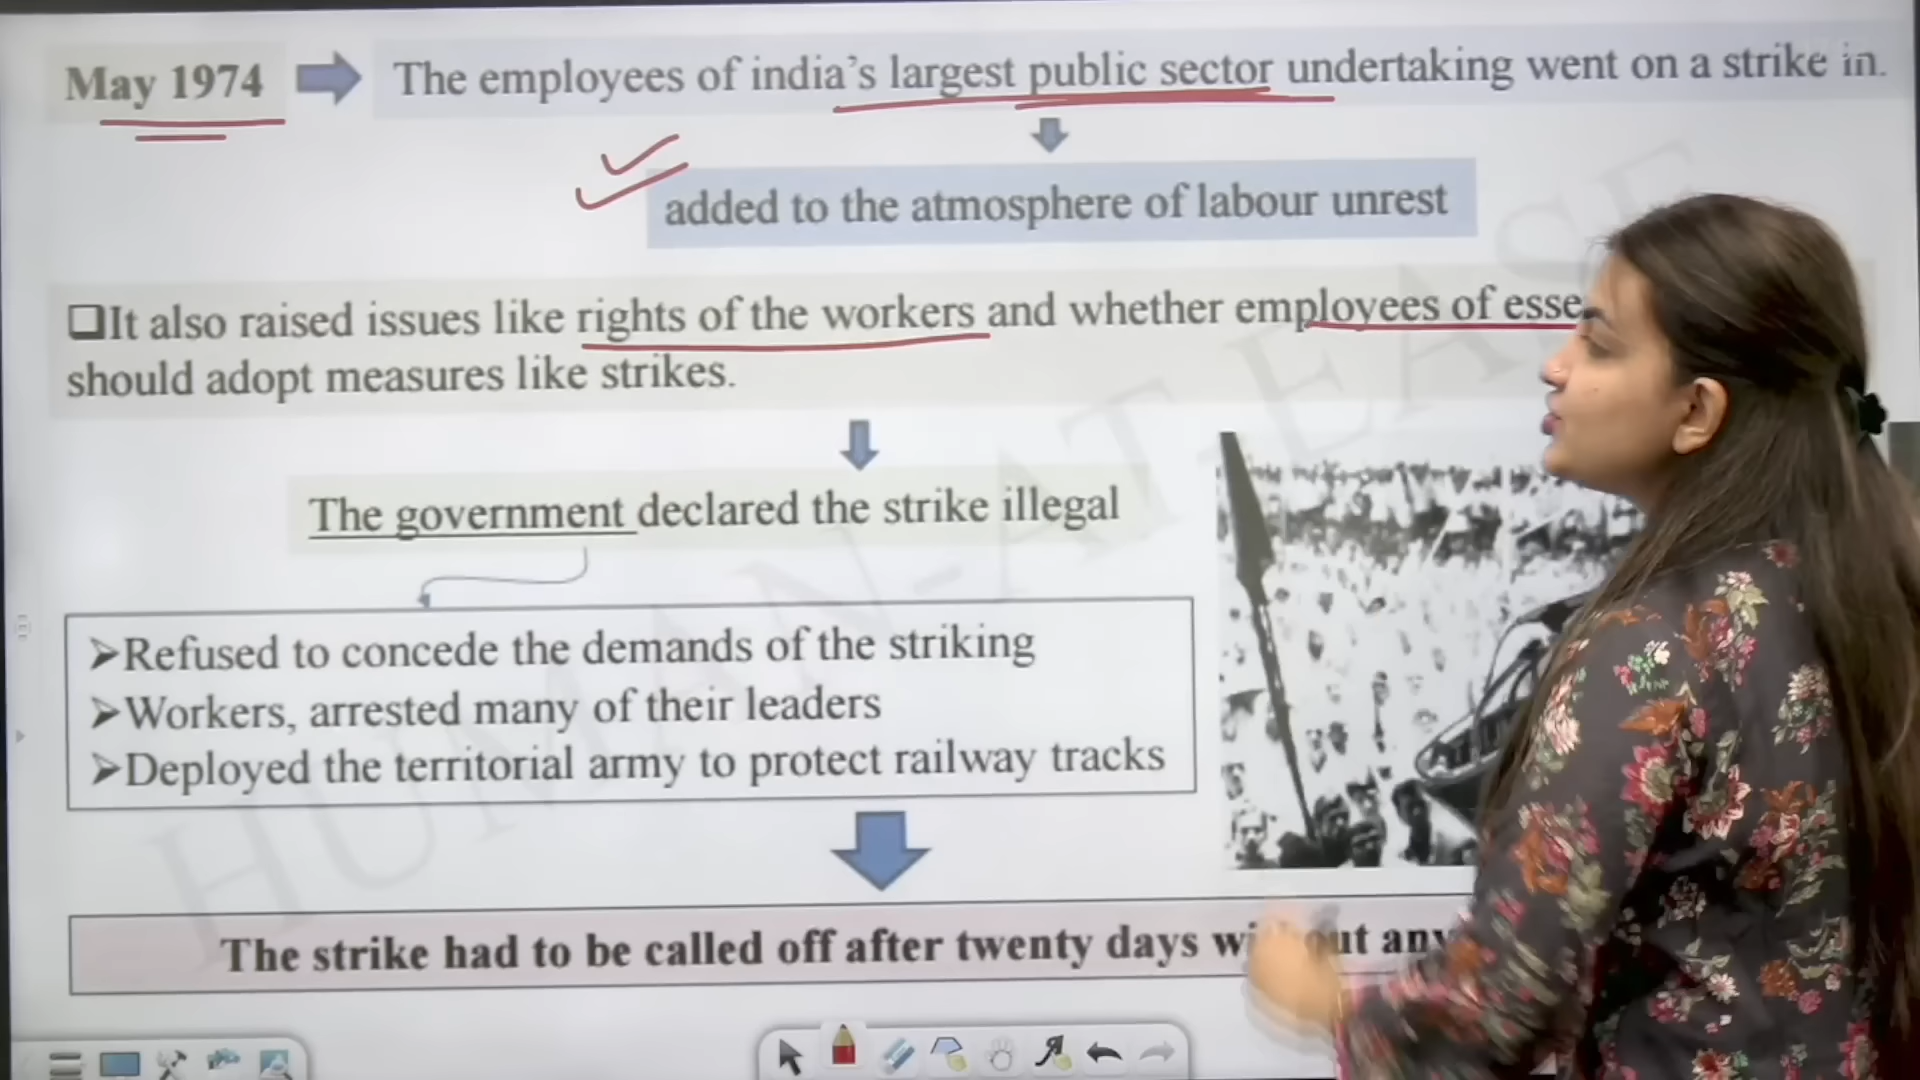 May 1974
The employees of india's largest public sector undertaking went on a strike in.
added to the atmosphere of labour unrest
❑It also raised issues like rights of the workers and whether employees of esse
should adopt measures like strikes.
The government declared the strike illegal
➢Refused to concede the demands of the striking
➢Workers, arrested many of their leaders
➢Deployed the territorial army to protect railway tracks
The strike had to be called off after twenty days
HUMAN-AT-EASE